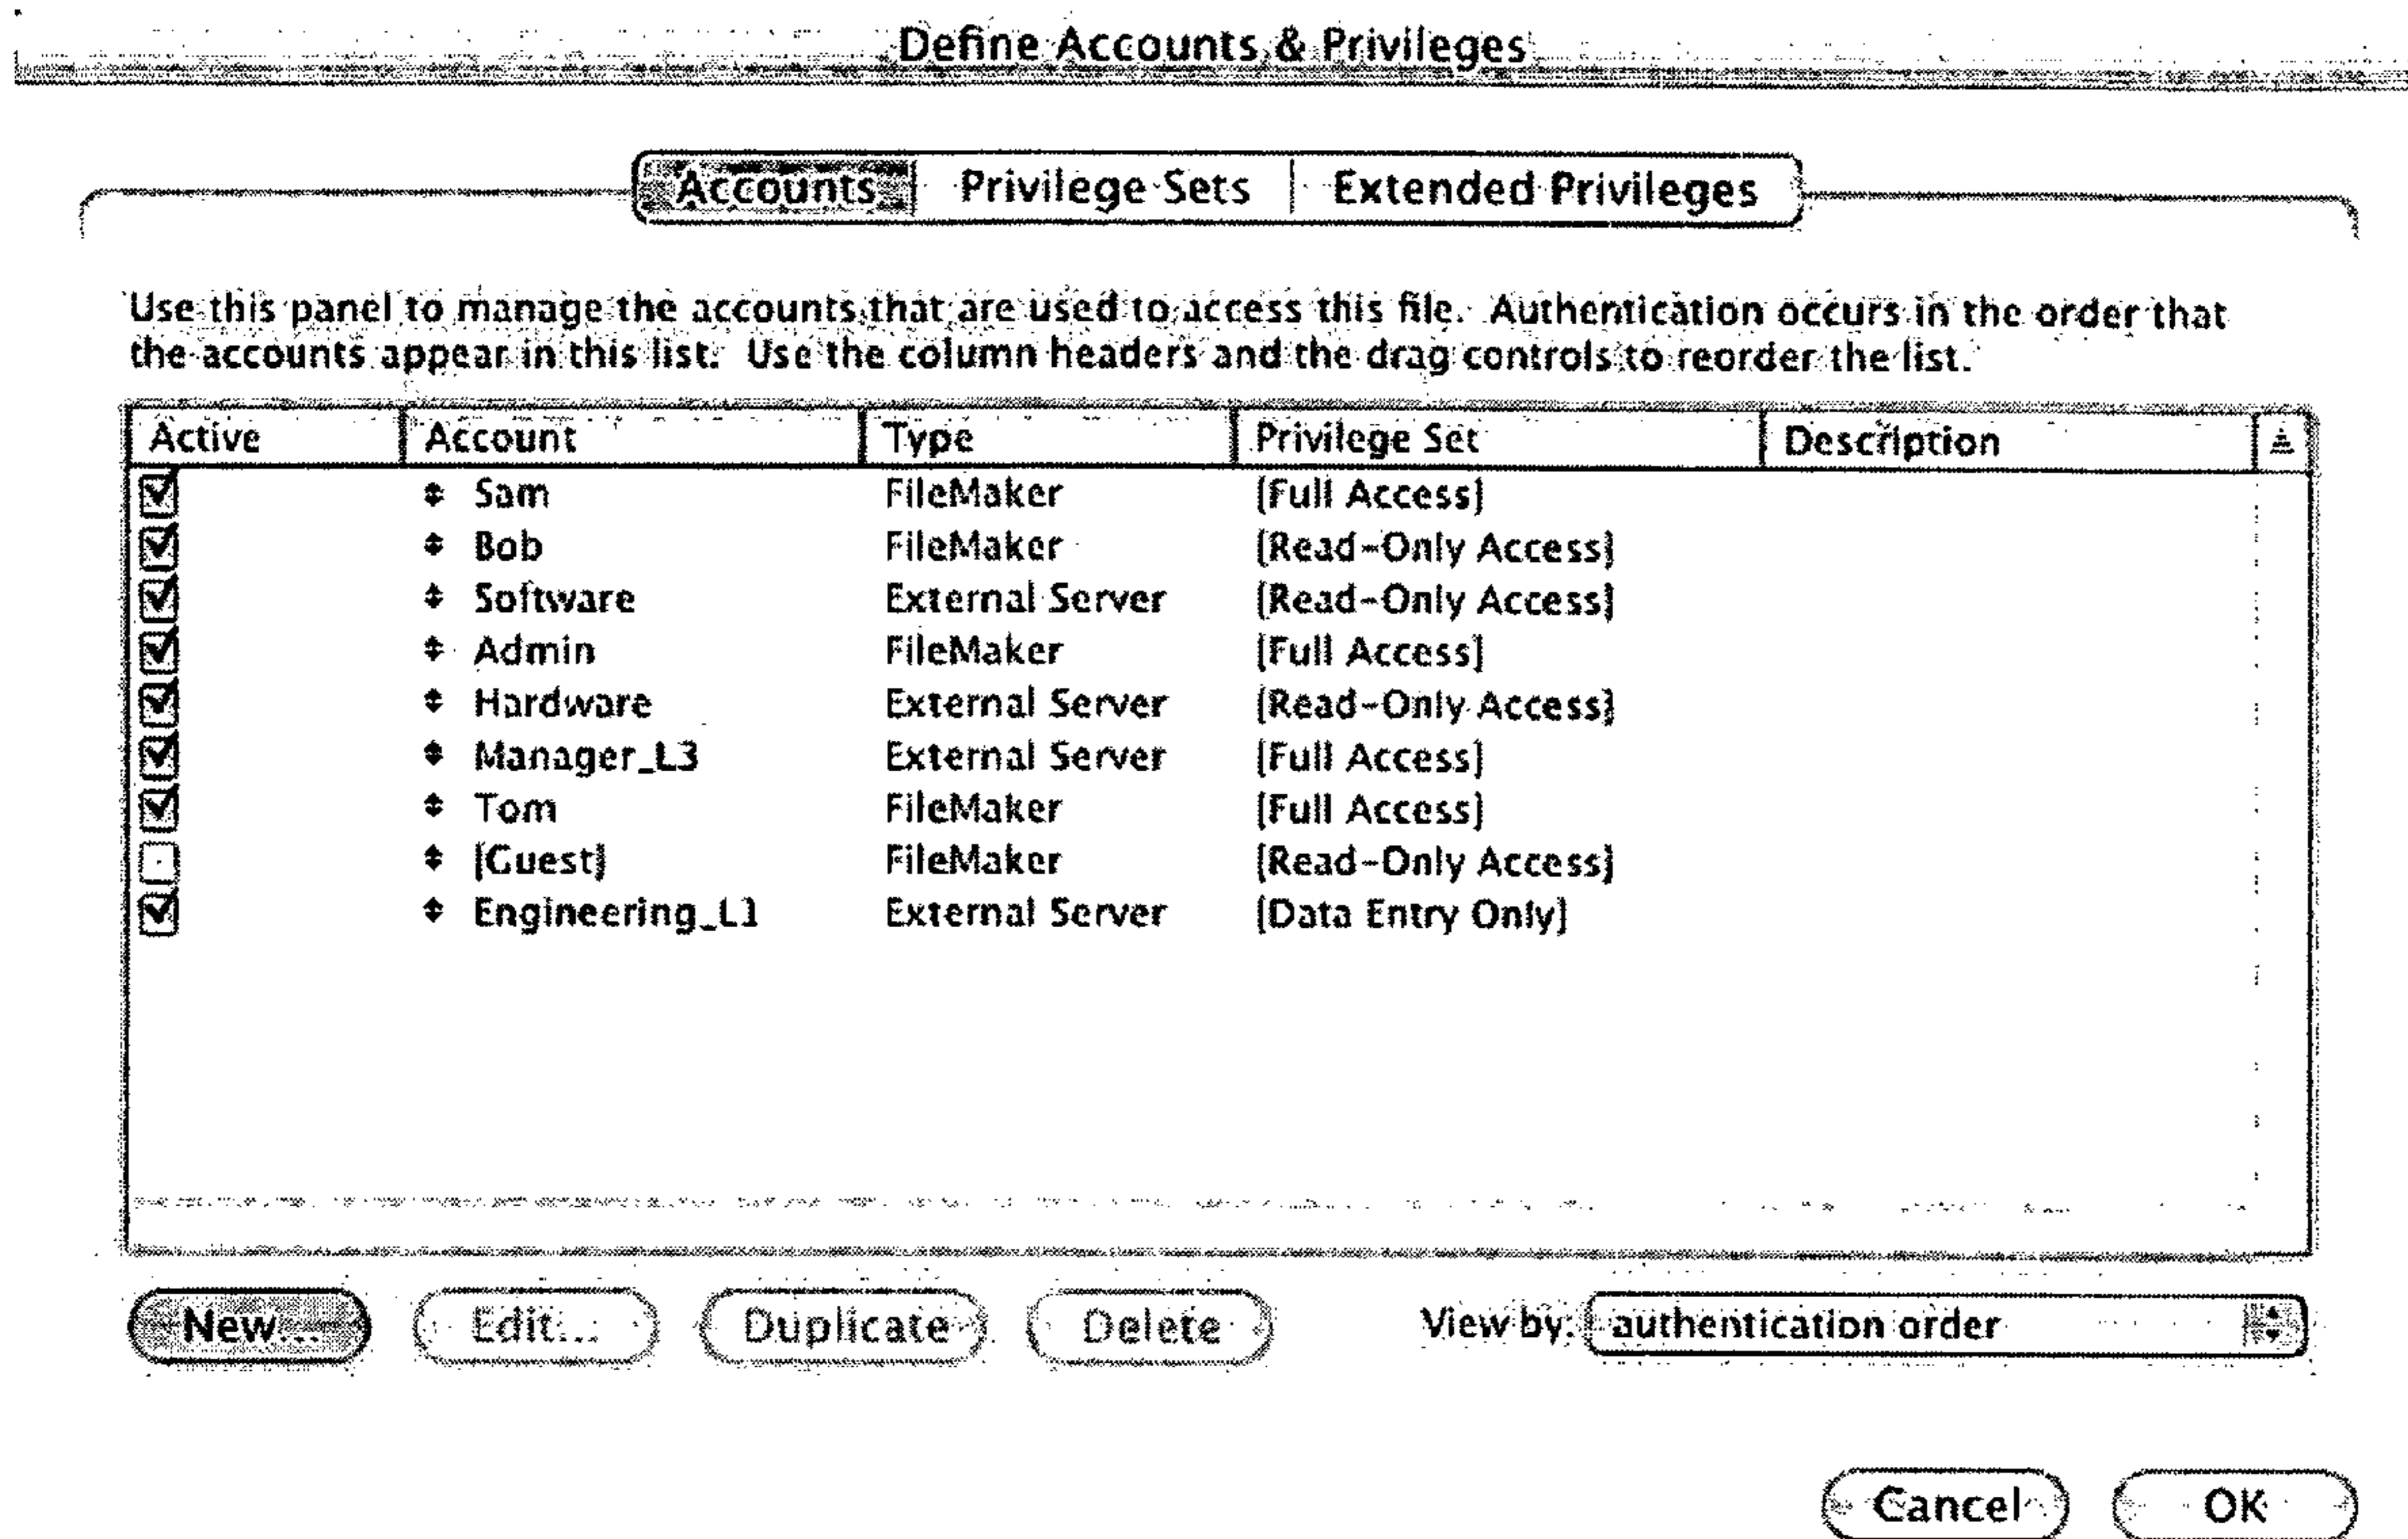 Define Accounts & Privileges
Accounts Privilege Sets Extended Privileges
Use this panel to manage the accounts that are used to access this file. Authentication occurs in the order that
the accounts appear in this list. Use the column headers and the drag controls to reorder the list.
Active Account Type Privilege Set Description
Sam FileMaker [Full Access]
Bob FileMaker [Read-Only Access]
Software External Server [Read-Only Access]
Admin FileMaker [Full Access]
Hardware External Server [Read-Only Access]
Manager_L3 External Server [Full Access]
Tom FileMaker [Full Access]
[Guest] FileMaker [Read-Only Access]
Engineering_L1 External Server [Data Entry Only]
New... Edit... Duplicate Delete View by: authentication order
Cancel OK